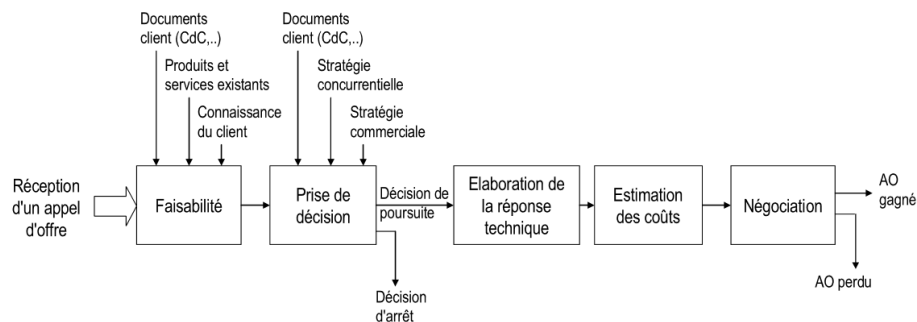 Documents
client (CdC,..)
Produits et
services existants
Connaissance
du client
Documents
client (CdC,..)
Stratégie
concurrentielle
Stratégie
commerciale
Réception
d'un appel
d'offre
Faisabilité
Prise de
décision
Décision de
poursuite
Décision
d'arrêt
Elaboration de
la réponse
technique
Estimation
des coûts
Négociation
AO
gagné
AO perdu